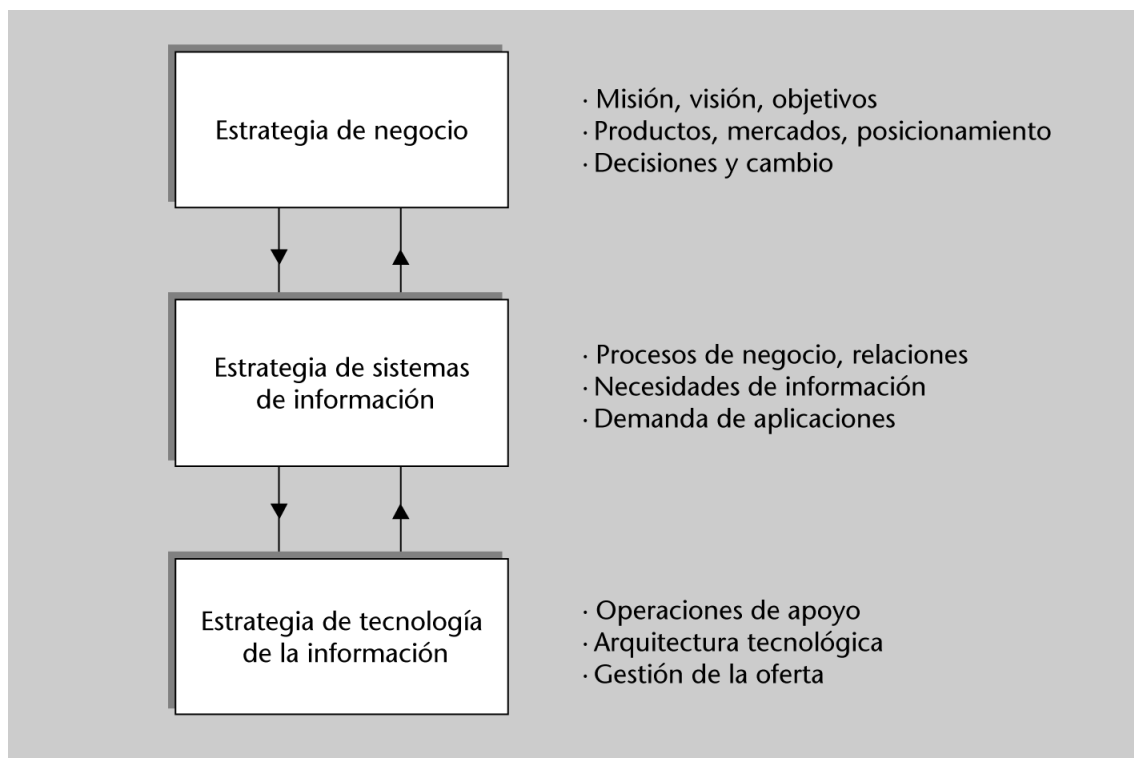 Estrategia de negocio
· Misión, visión, objetivos
· Productos, mercados, posicionamiento
· Decisiones y cambio
Estrategia de sistemas
de información
· Procesos de negocio, relaciones
· Necesidades de información
· Demanda de aplicaciones
Estrategia de tecnología
de la información
· Operaciones de apoyo
· Arquitectura tecnológica
· Gestión de la oferta